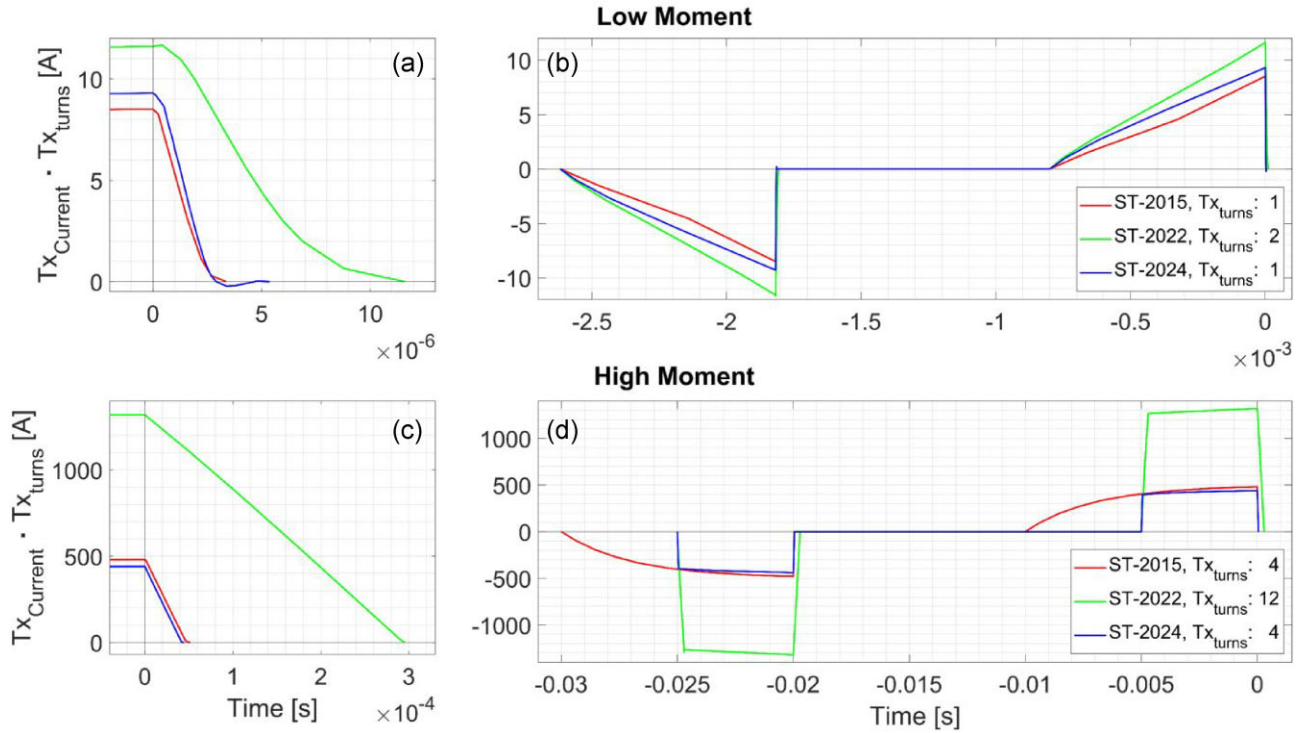 Low Moment
Tx_Current · Tx_turns [A]
(a)
10
5
0
0
5
10
×10^-6
(b)
10
5
0
-5
-10
-2.5
-2
-1.5
-1
-0.5
0
×10^-3
ST-2015, Tx_turns: 1
ST-2022, Tx_turns: 2
ST-2024, Tx_turns: 1
High Moment
Tx_Current · Tx_turns [A]
(c)
1000
500
0
0
1
2
3
Time [s]
×10^-4
(d)
1000
500
0
-500
-1000
-0.03
-0.025
-0.02
-0.015
-0.01
-0.005
0
Time [s]
ST-2015, Tx_turns: 4
ST-2022, Tx_turns: 12
ST-2024, Tx_turns: 4